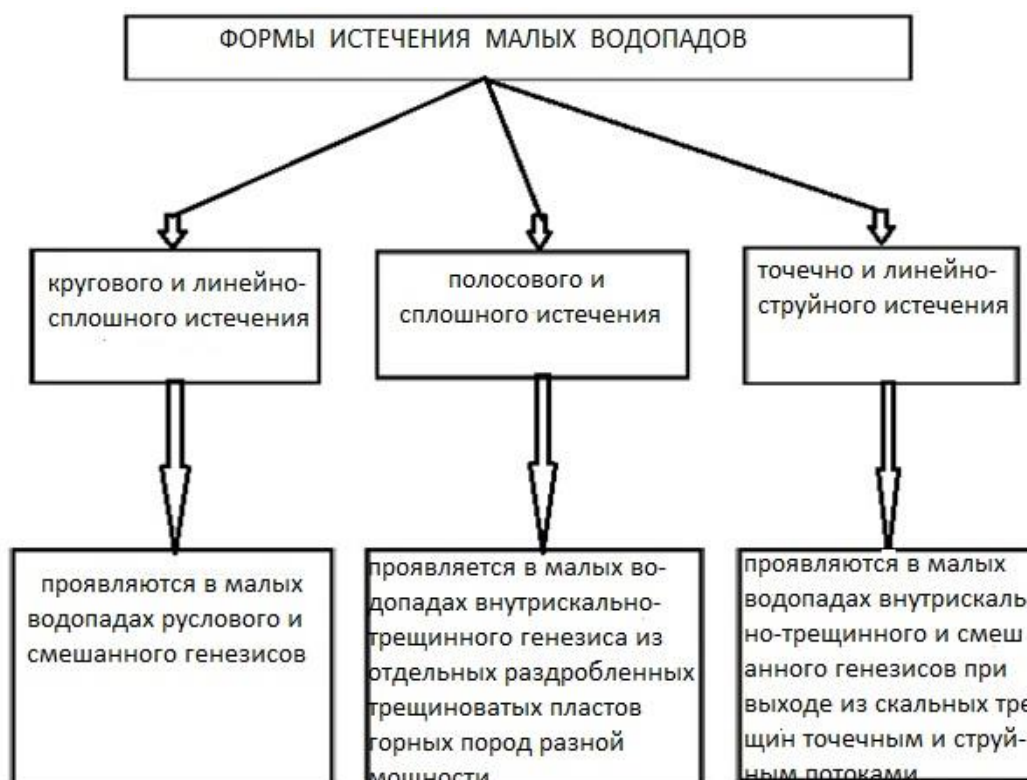 ФОРМЫ ИСТЕЧЕНИЯ МАЛЫХ ВОДОПАДОВ
кругового и линейно-
сплошного истечения
полосового и
сплошного истечения
точечно и линейно-
струйного истечения
проявляются в малых
водопадах руслового и
смешанного генезисов
проявляется в малых во-
допадах внутрискально-
трещинного генезиса из
отдельных раздробленных
трещиноватых пластов
горных пород разной
мощности
проявляются в малых
водопадах внутрискаль
но-трещинного и смеш
анного генезисов при
выходе из скальных тре
щин точечным и струй-
ным потоками